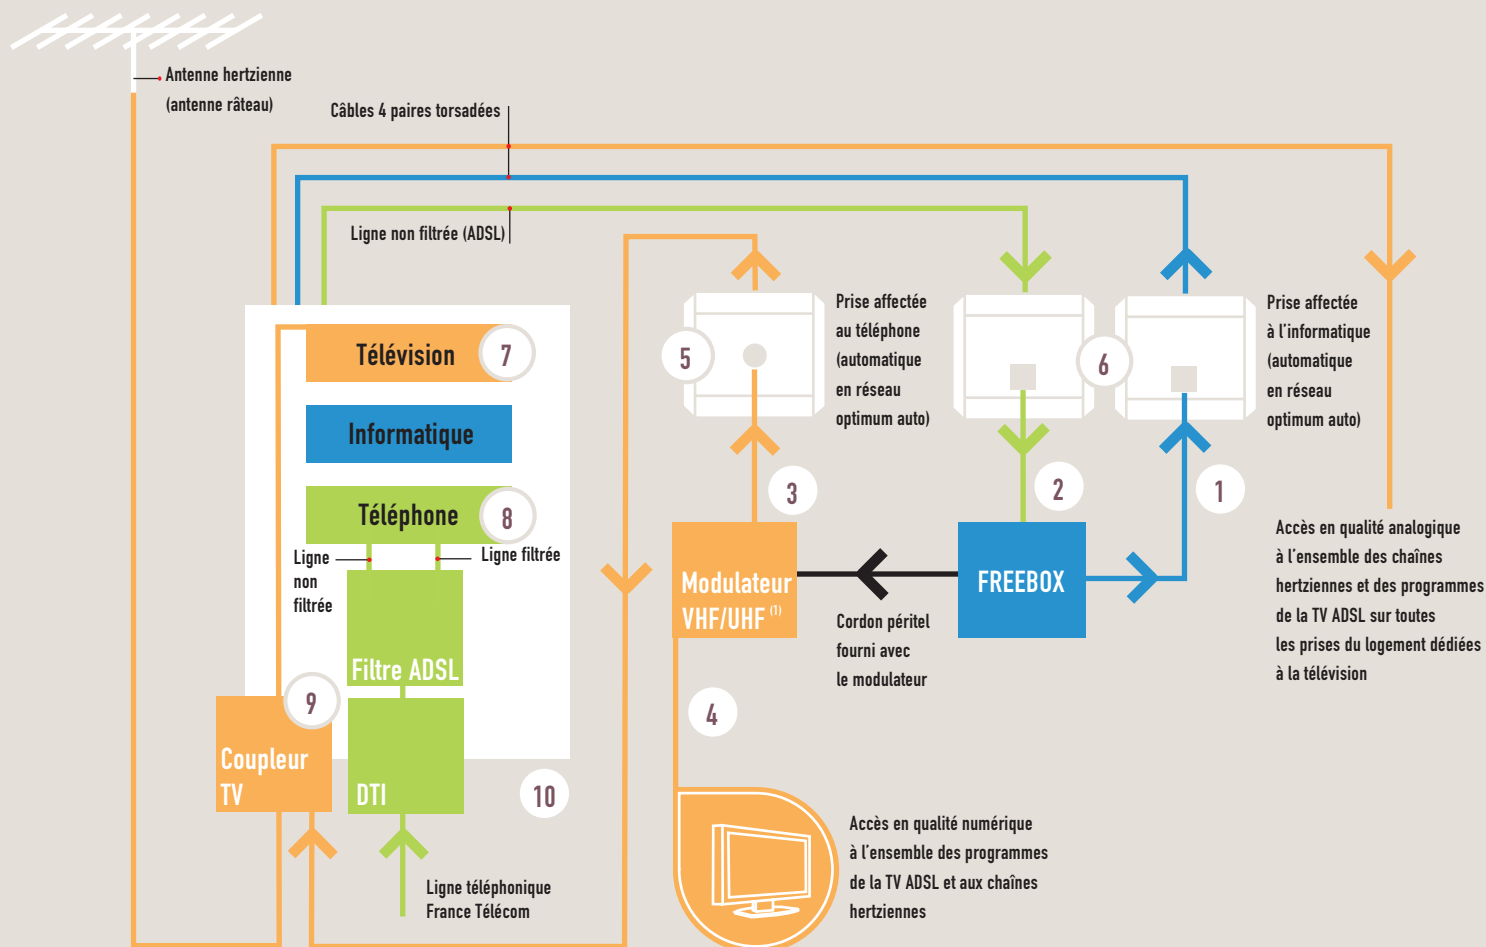 Antenne hertzienne
(antenne râteau)
Câbles 4 paires torsadées
Ligne non filtrée (ADSL)
Télévision
7
Informatique
Téléphone
8
Ligne
non
filtrée
Ligne filtrée
Filtre ADSL
9
Coupleur
TV
DTI
10
Ligne téléphonique
France Télécom
5
Prise affectée
au téléphone
(automatique
en réseau
optimum auto)
6
Prise affectée
à l'informatique
(automatique
en réseau
optimum auto)
3
2
1
Modulateur
VHF/UHF (1)
FREEBOX
Cordon péritel
fourni avec
le modulateur
4
Accès en qualité analogique
à l'ensemble des chaînes
hertziennes et des programmes
de la TV ADSL sur toutes
les prises du logement dédiées
à la télévision
Accès en qualité numérique
à l'ensemble des programmes
de la TV ADSL et aux chaînes
hertziennes